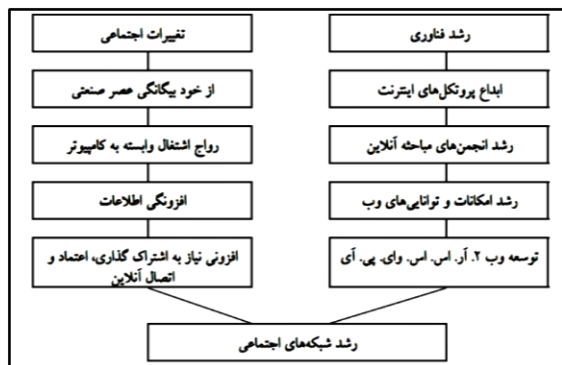 رشد فناوری
ابداع پروتکل‌های اینترنت
رشد انجمن‌های مباحثه آنلاین
رشد امکانات و توانایی‌های وب
توسعه وب ۲. آر. اس. اس. وای. پی. آی
تغییرات اجتماعی
از خود بیگانگی عصر صنعتی
رواج اشتغال وابسته به کامپیوتر
افزونگی اطلاعات
افزونی نیاز به اشتراک گذاری، اعتماد و
اتصال آنلاین
رشد شبکه‌های اجتماعی